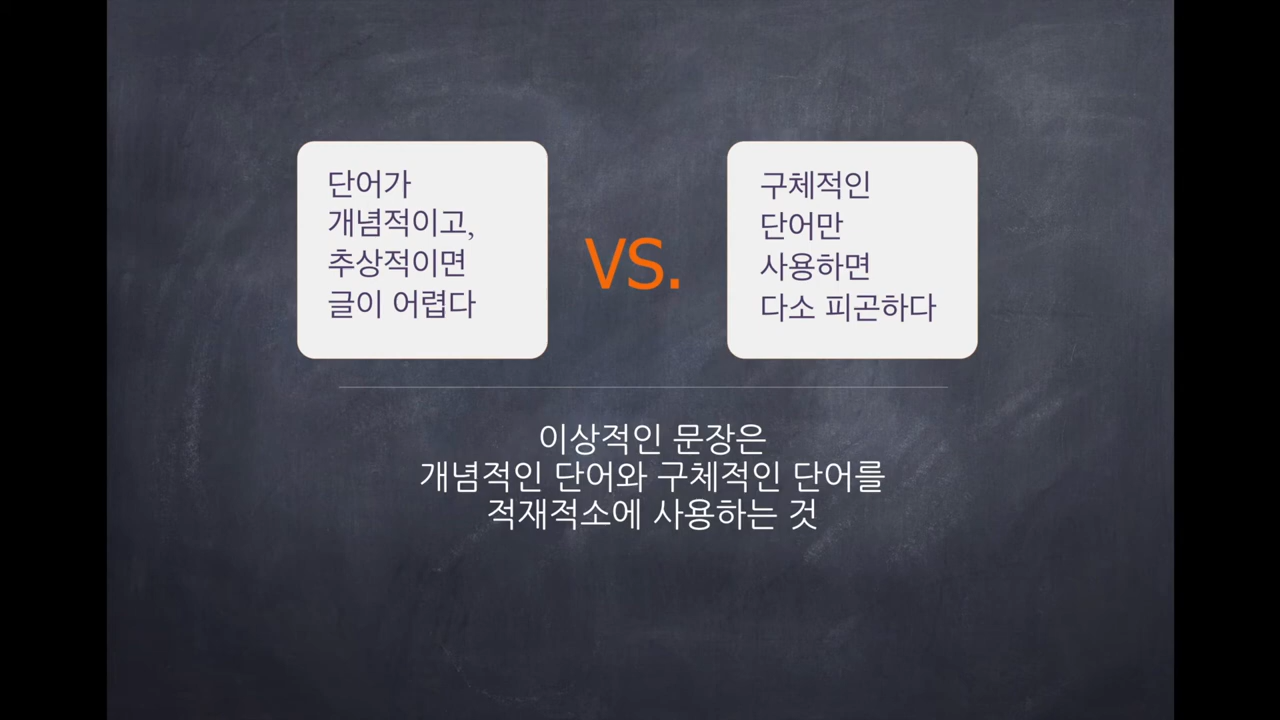 단어가
개념적이고,
추상적이면
글이 어렵다
VS.
구체적인
단어만
사용하면
다소 피곤하다
이상적인 문장은
개념적인 단어와 구체적인 단어를
적재적소에 사용하는 것